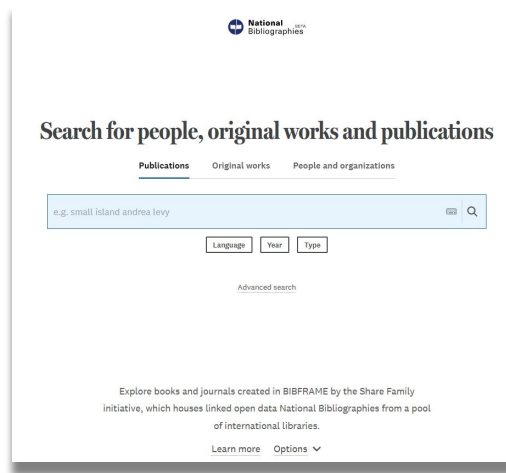 National BETA
Bibliographies
Search for people, original works and publications
Publications Original works People and organizations
e.g. small island andrea levy
Language Year Type
Advanced search
Explore books and journals created in BIBFRAME by the Share Family
initiative, which houses linked open data National Bibliographies from a pool
of international libraries.
Learn more Options